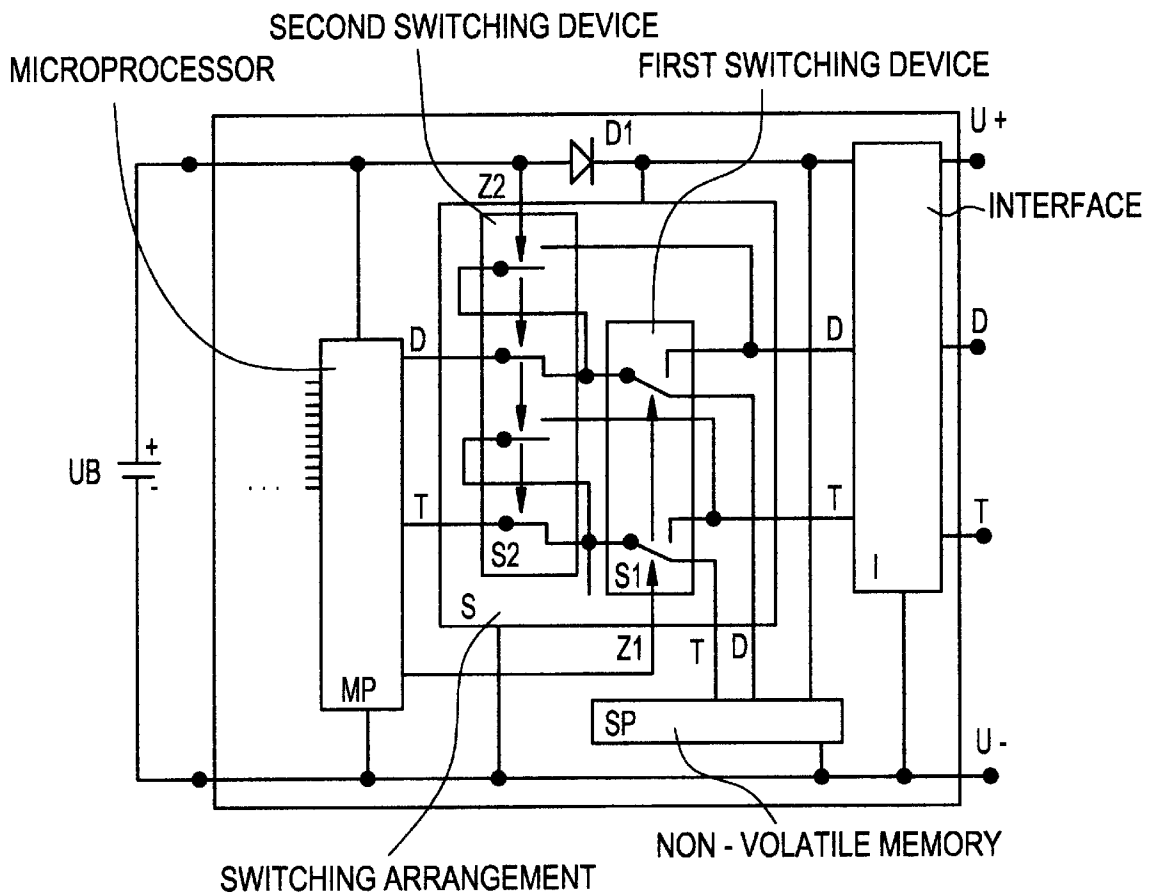 SECOND SWITCHING DEVICE
MICROPROCESSOR
FIRST SWITCHING DEVICE
U +
D1
Z2
INTERFACE
D
D
D
UB
+
-
. . .
T
T
T
S2
S1
I
S
Z1
T
D
MP
SP
U -
NON - VOLATILE MEMORY
SWITCHING ARRANGEMENT